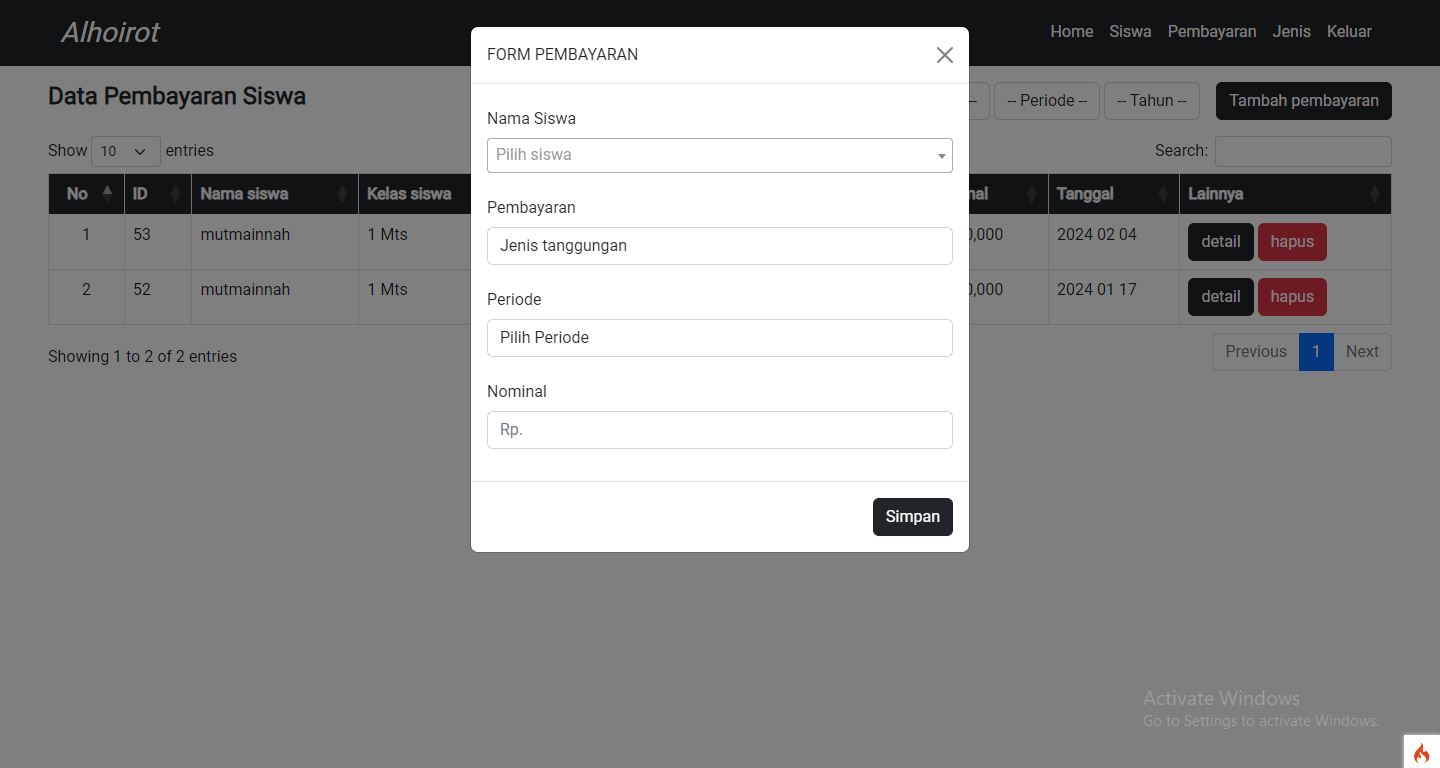 Alhoirot
Home Siswa Pembayaran Jenis Keluar
FORM PEMBAYARAN
Data Pembayaran Siswa
-- Periode -- -- Tahun -- Tambah pembayaran
Show 10 entries
Search:
No ID Nama siswa Kelas siswa Tanggal Lainnya
1 53 mutmainnah 1 Mts 0,000 2024 02 04 detail hapus
2 52 mutmainnah 1 Mts 0,000 2024 01 17 detail hapus
Showing 1 to 2 of 2 entries
Previous 1 Next
Nama Siswa
Pilih siswa
Pembayaran
Jenis tanggungan
Periode
Pilih Periode
Nominal
Rp.
Simpan
Activate Windows
Go to Settings to activate Windows.